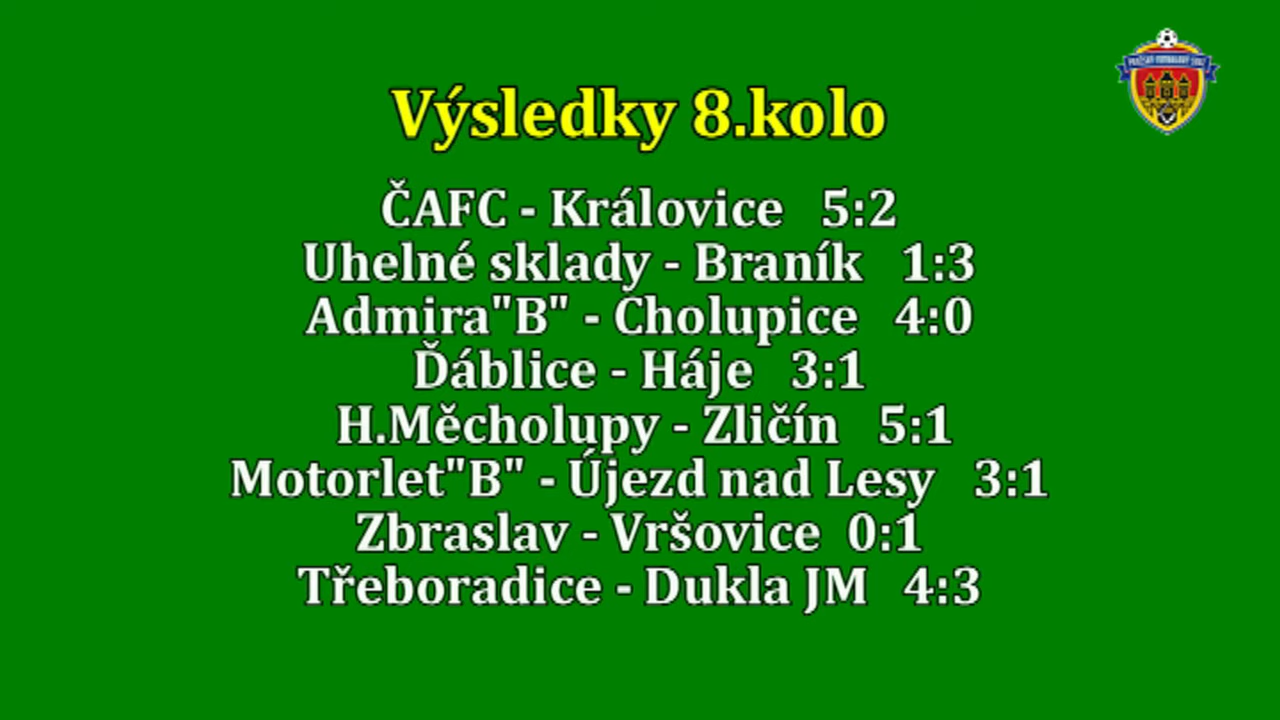 Výsledky 8.kolo
ČAFC - Královice 5:2
Uhelné sklady - Braník 1:3
Admira"B" - Cholupice 4:0
Ďáblice - Háje 3:1
H.Měcholupy - Zličín 5:1
Motorlet"B" - Újezd nad Lesy 3:1
Zbraslav - Vršovice 0:1
Třeboradice - Dukla JM 4:3